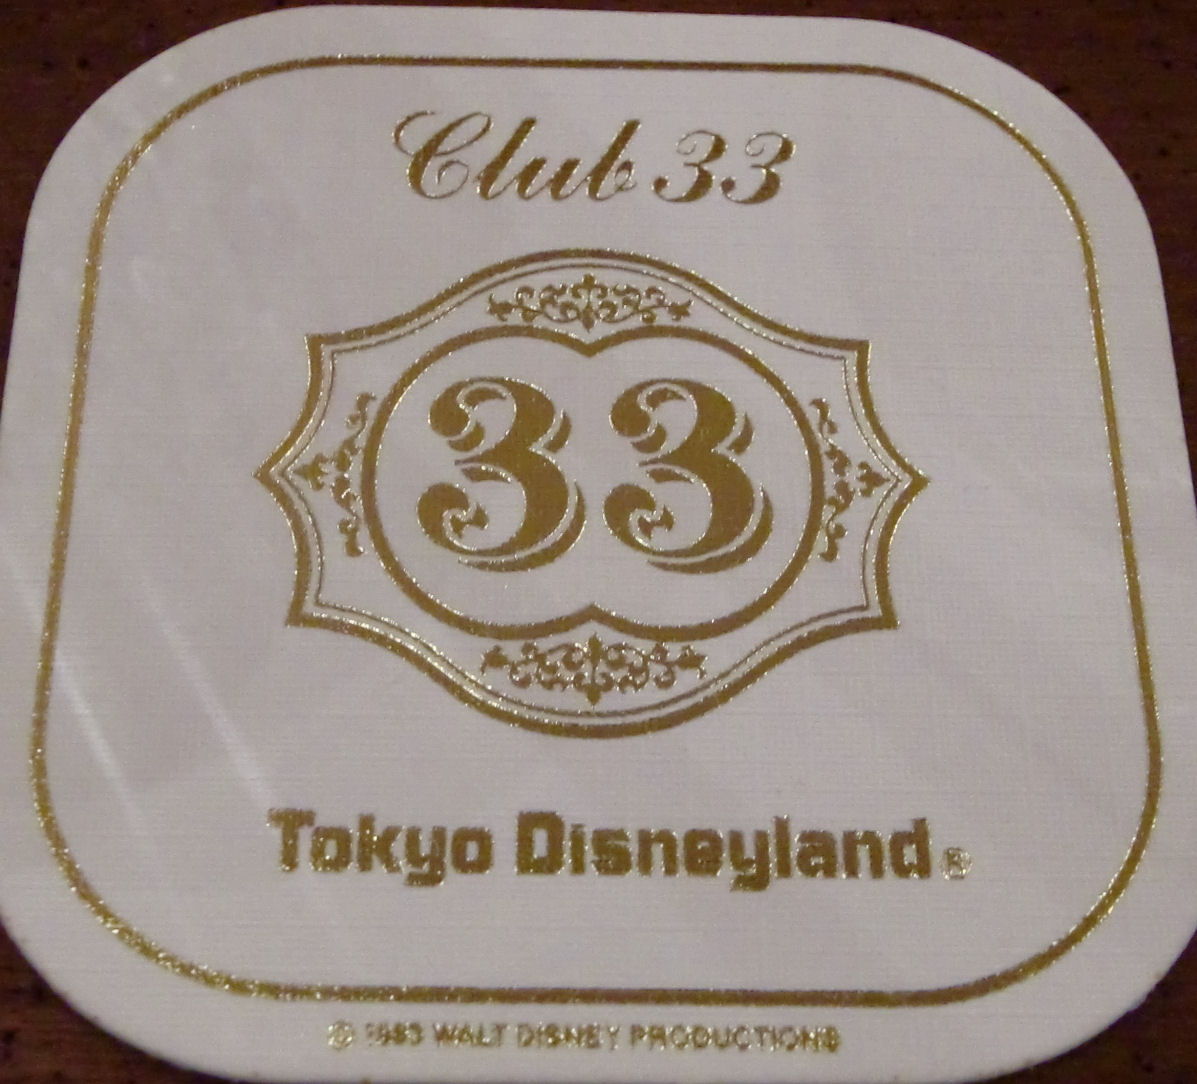 Club 33
33
Tokyo Disneyland®
© 1983 WALT DISNEY PRODUCTIONS